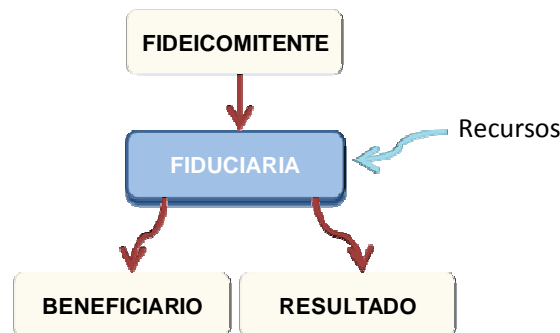 FIDEICOMITENTE
Recursos
FIDUCIARIA
BENEFICIARIO
RESULTADO